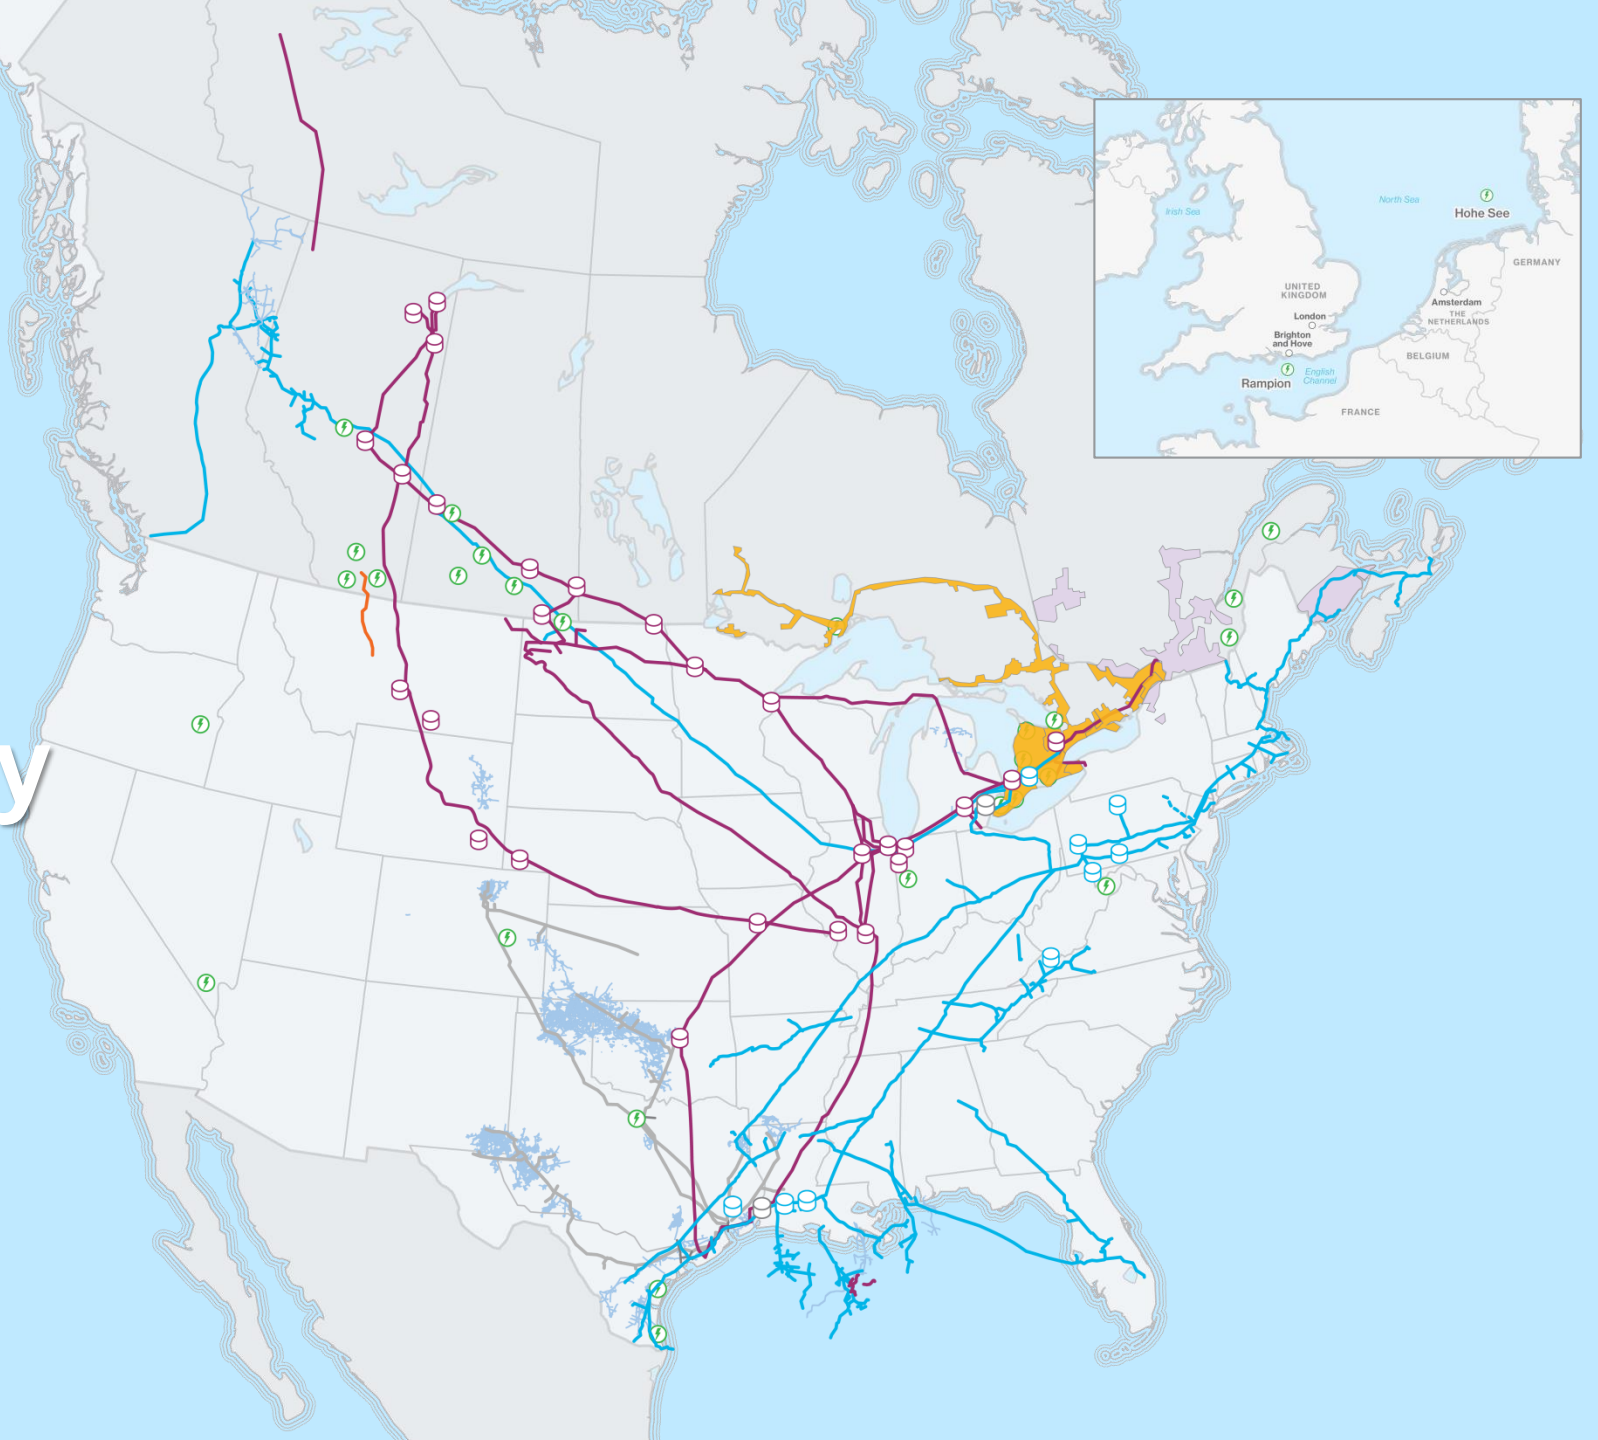 North Sea
Hohe See
Irish Sea
GERMANY
UNITED
KINGDOM
Amsterdam
London
THE
NETHERLANDS
Brighton
and Hove
BELGIUM
English
Channel
Rampion
FRANCE
y